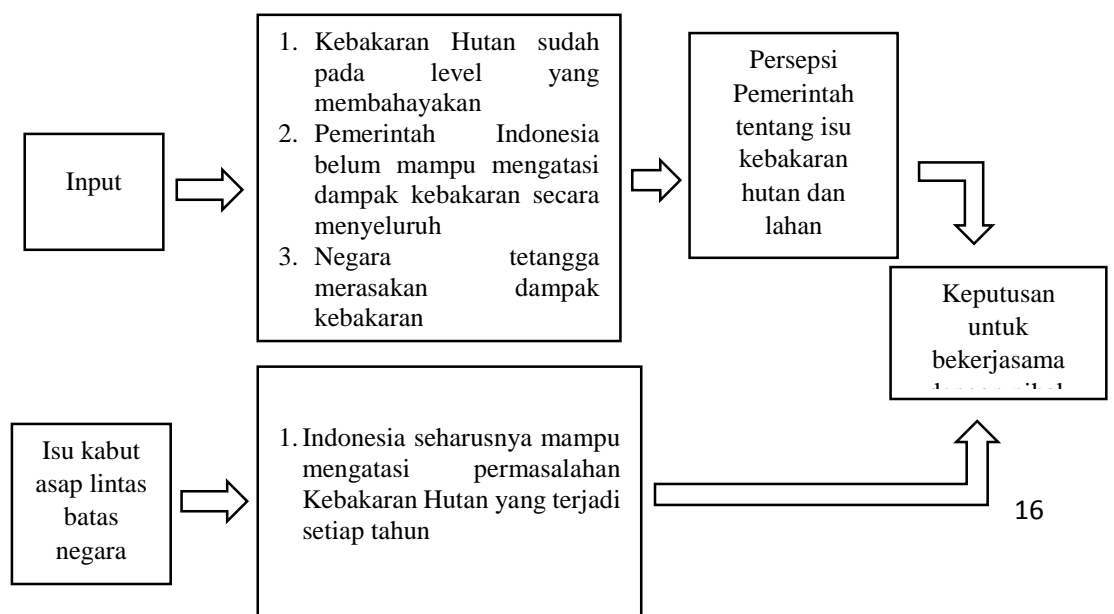 Input
1. Kebakaran Hutan sudah
pada level yang
membahayakan
2. Pemerintah Indonesia
belum mampu mengatasi
dampak kebakaran secara
menyeluruh
3. Negara tetangga
merasakan dampak
kebakaran
Persepsi
Pemerintah
tentang isu
kebakaran
hutan dan
lahan
Keputusan
untuk
bekerjasama
Isu kabut
asap lintas
batas
negara
1. Indonesia seharusnya mampu
mengatasi permasalahan
Kebakaran Hutan yang terjadi
setiap tahun
16